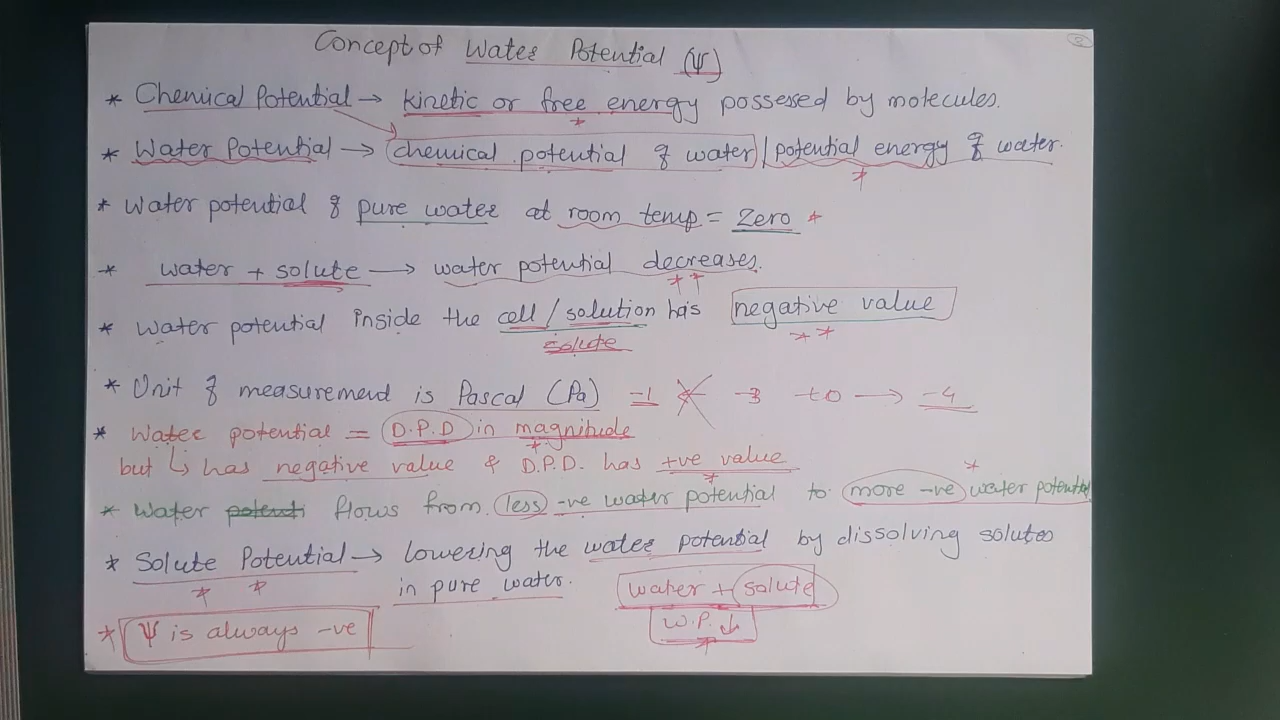 Concept of Water Potential (Ψ)
* Chemical Potential → kinetic or free energy possessed by molecules.
* Water Potential → chemical potential of water / potential energy of water.
* Water potential of pure water at room temp = Zero *
* water + solute → water potential decreases.
* Water potential inside the cell / solution has negative value
solute
* Unit of measurement is Pascal (Pa) -1 -3 to → -4
* Water potential = D.P.D in magnitude
but ↳ has negative value & D.P.D. has +ve value
* Water potenti flows from less -ve water potential to more -ve water potential
* Solute Potential → lowering the water potential by dissolving solutes
in pure water. water + solute
W.P. ↓
* Ψ is always -ve